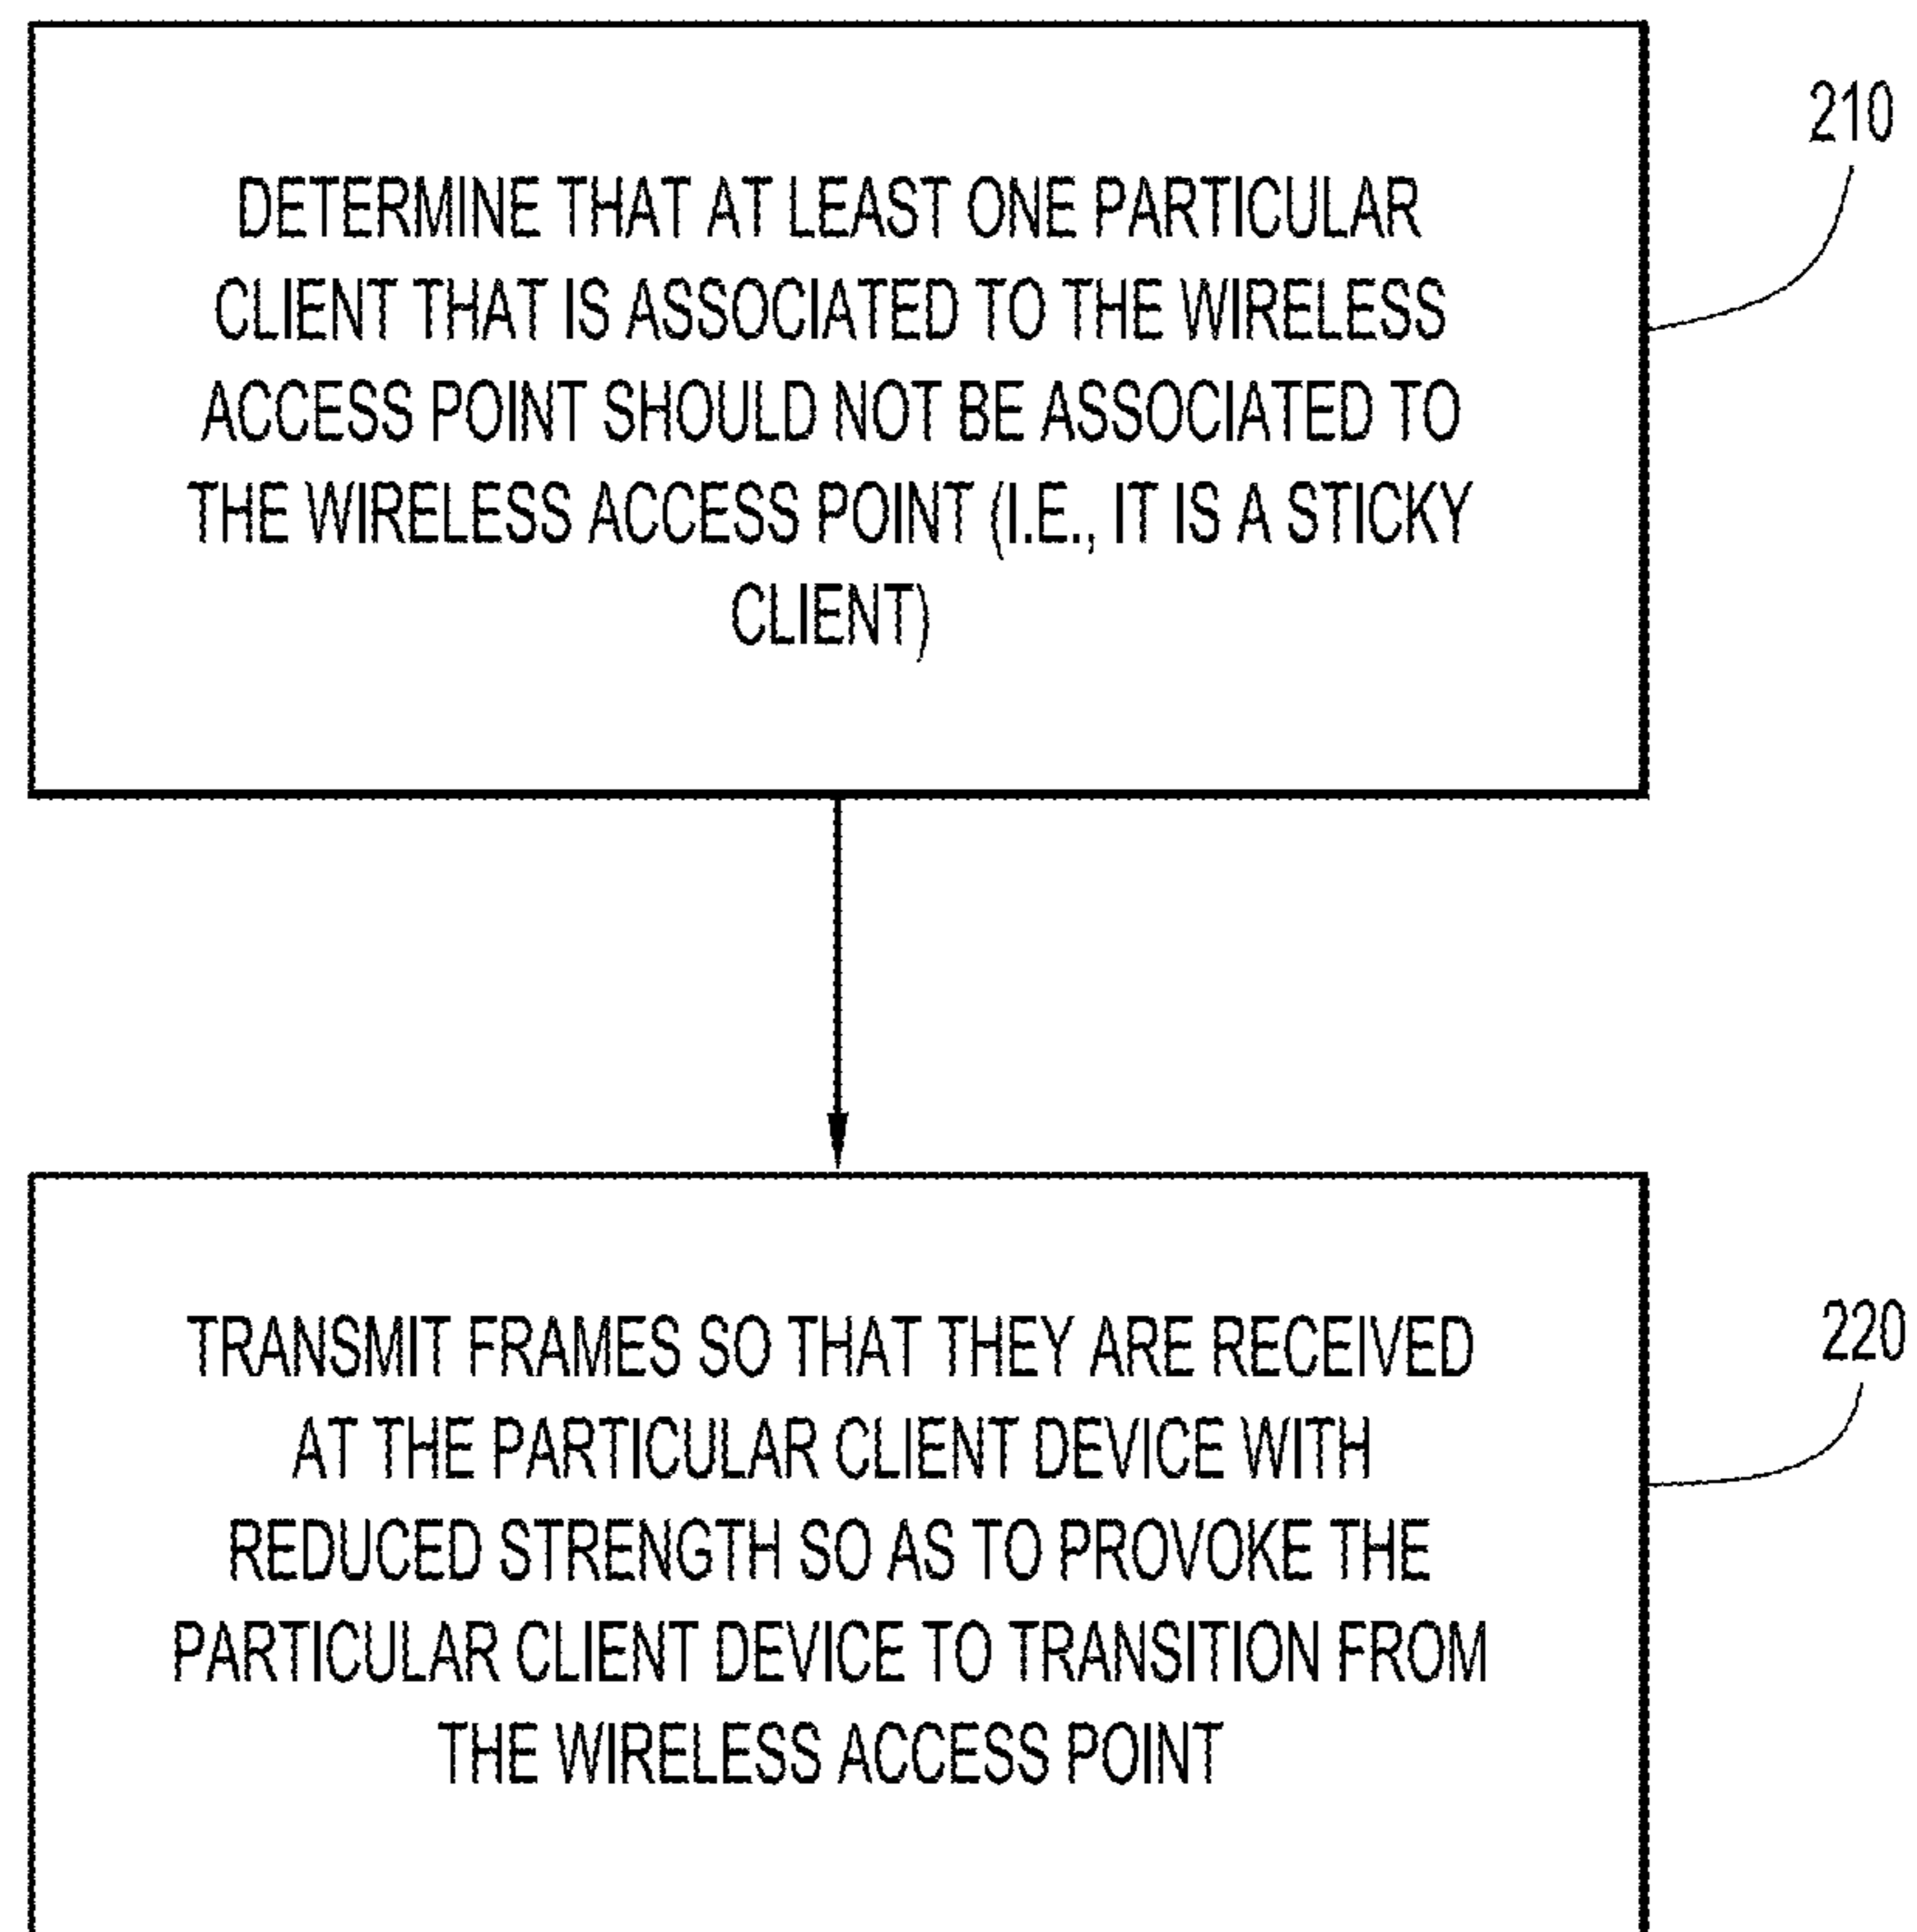 210
DETERMINE THAT AT LEAST ONE PARTICULAR
CLIENT THAT IS ASSOCIATED TO THE WIRELESS
ACCESS POINT SHOULD NOT BE ASSOCIATED TO
THE WIRELESS ACCESS POINT (I.E., IT IS A STICKY
CLIENT)
220
TRANSMIT FRAMES SO THAT THEY ARE RECEIVED
AT THE PARTICULAR CLIENT DEVICE WITH
REDUCED STRENGTH SO AS TO PROVOKE THE
PARTICULAR CLIENT DEVICE TO TRANSITION FROM
THE WIRELESS ACCESS POINT